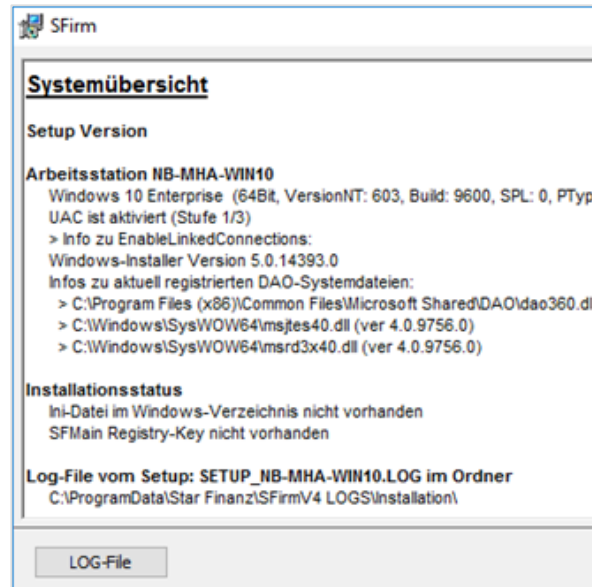 SFirm
Systemübersicht
Setup Version
Arbeitsstation NB-MHA-WIN10
Windows 10 Enterprise (64Bit, VersionNT: 603, Build: 9600, SPL: 0, PTyp
UAC ist aktiviert (Stufe 1/3)
> Info zu EnableLinkedConnections:
Windows-Installer Version 5.0.14393.0
Infos zu aktuell registrierten DAO-Systemdateien:
> C:\Program Files (x86)\Common Files\Microsoft Shared\DAO\dao360.dl
> C:\Windows\SysWOW64\msjtes40.dll (ver 4.0.9756.0)
> C:\Windows\SysWOW64\msrd3x40.dll (ver 4.0.9756.0)
Installationsstatus
Ini-Datei im Windows-Verzeichnis nicht vorhanden
SFMain Registry-Key nicht vorhanden
Log-File vom Setup: SETUP_NB-MHA-WIN10.LOG im Ordner
C:\ProgramData\Star Finanz\SFirmV4 LOGS\Installation\
LOG-File